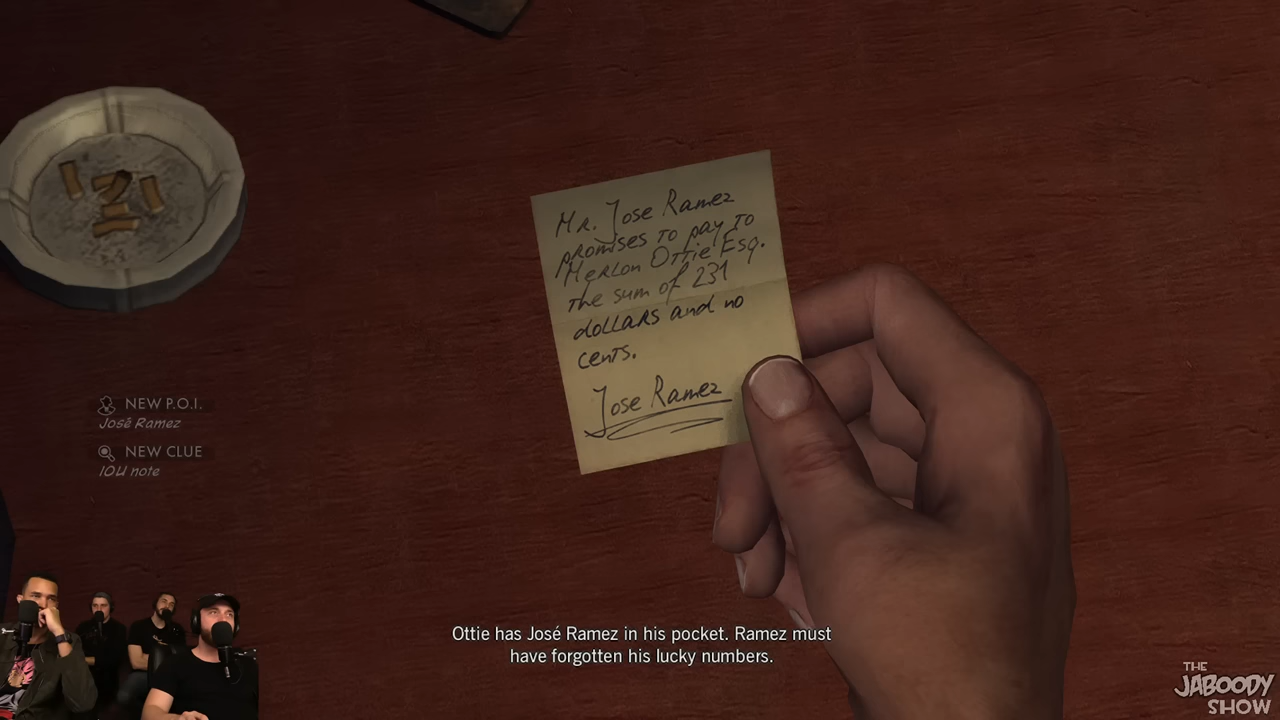 Mr. Jose Ramez
promises to pay to
Merlon Ottie Esq.
the sum of 231
dollars and no
cents.
Jose Ramez
NEW P.O.I.
José Ramez
NEW CLUE
IOU note
Ottie has José Ramez in his pocket. Ramez must
have forgotten his lucky numbers.
THE
JABOODY
SHOW